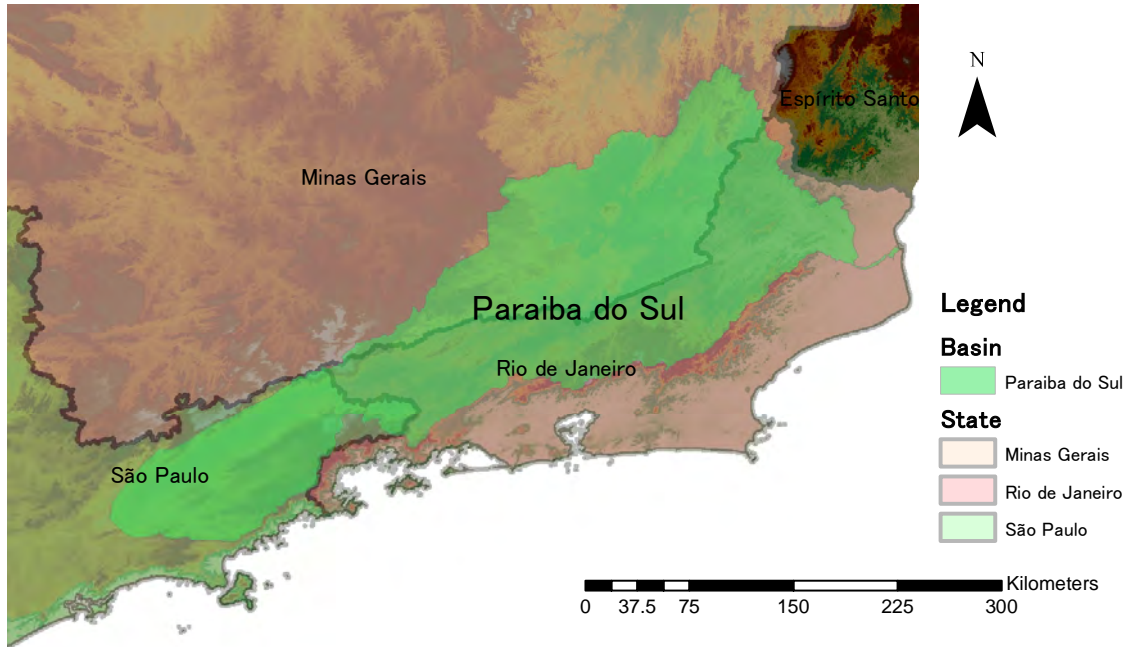 N
Espírito Santo
Minas Gerais
Paraiba do Sul
Rio de Janeiro
São Paulo
Legend
Basin
Paraiba do Sul
State
Minas Gerais
Rio de Janeiro
São Paulo
Kilometers
0 37.5 75 150 225 300